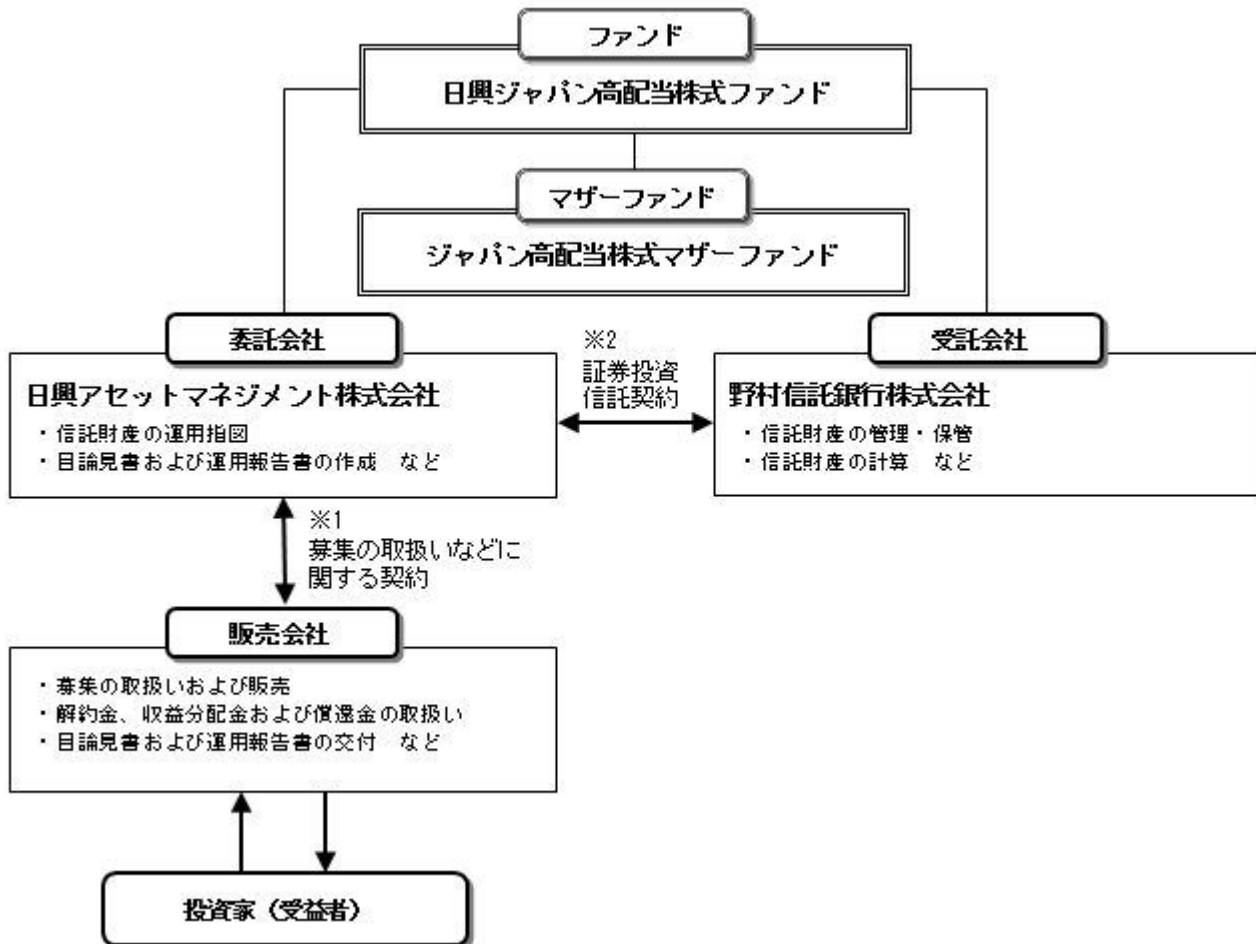 ファンド
日興ジャパン高配当株式ファンド
マザーファンド
ジャパン高配当株式マザーファンド
委託会社
日興アセットマネジメント株式会社
・信託財産の運用指図
・目論見書および運用報告書の作成 など
※2
証券投資
信託契約
受託会社
野村信託銀行株式会社
・信託財産の管理・保管
・信託財産の計算 など
※1
募集の取扱いなどに
関する契約
販売会社
・募集の取扱いおよび販売
・解約金、収益分配金および償還金の取扱い
・目論見書および運用報告書の交付 など
投資家（受益者）